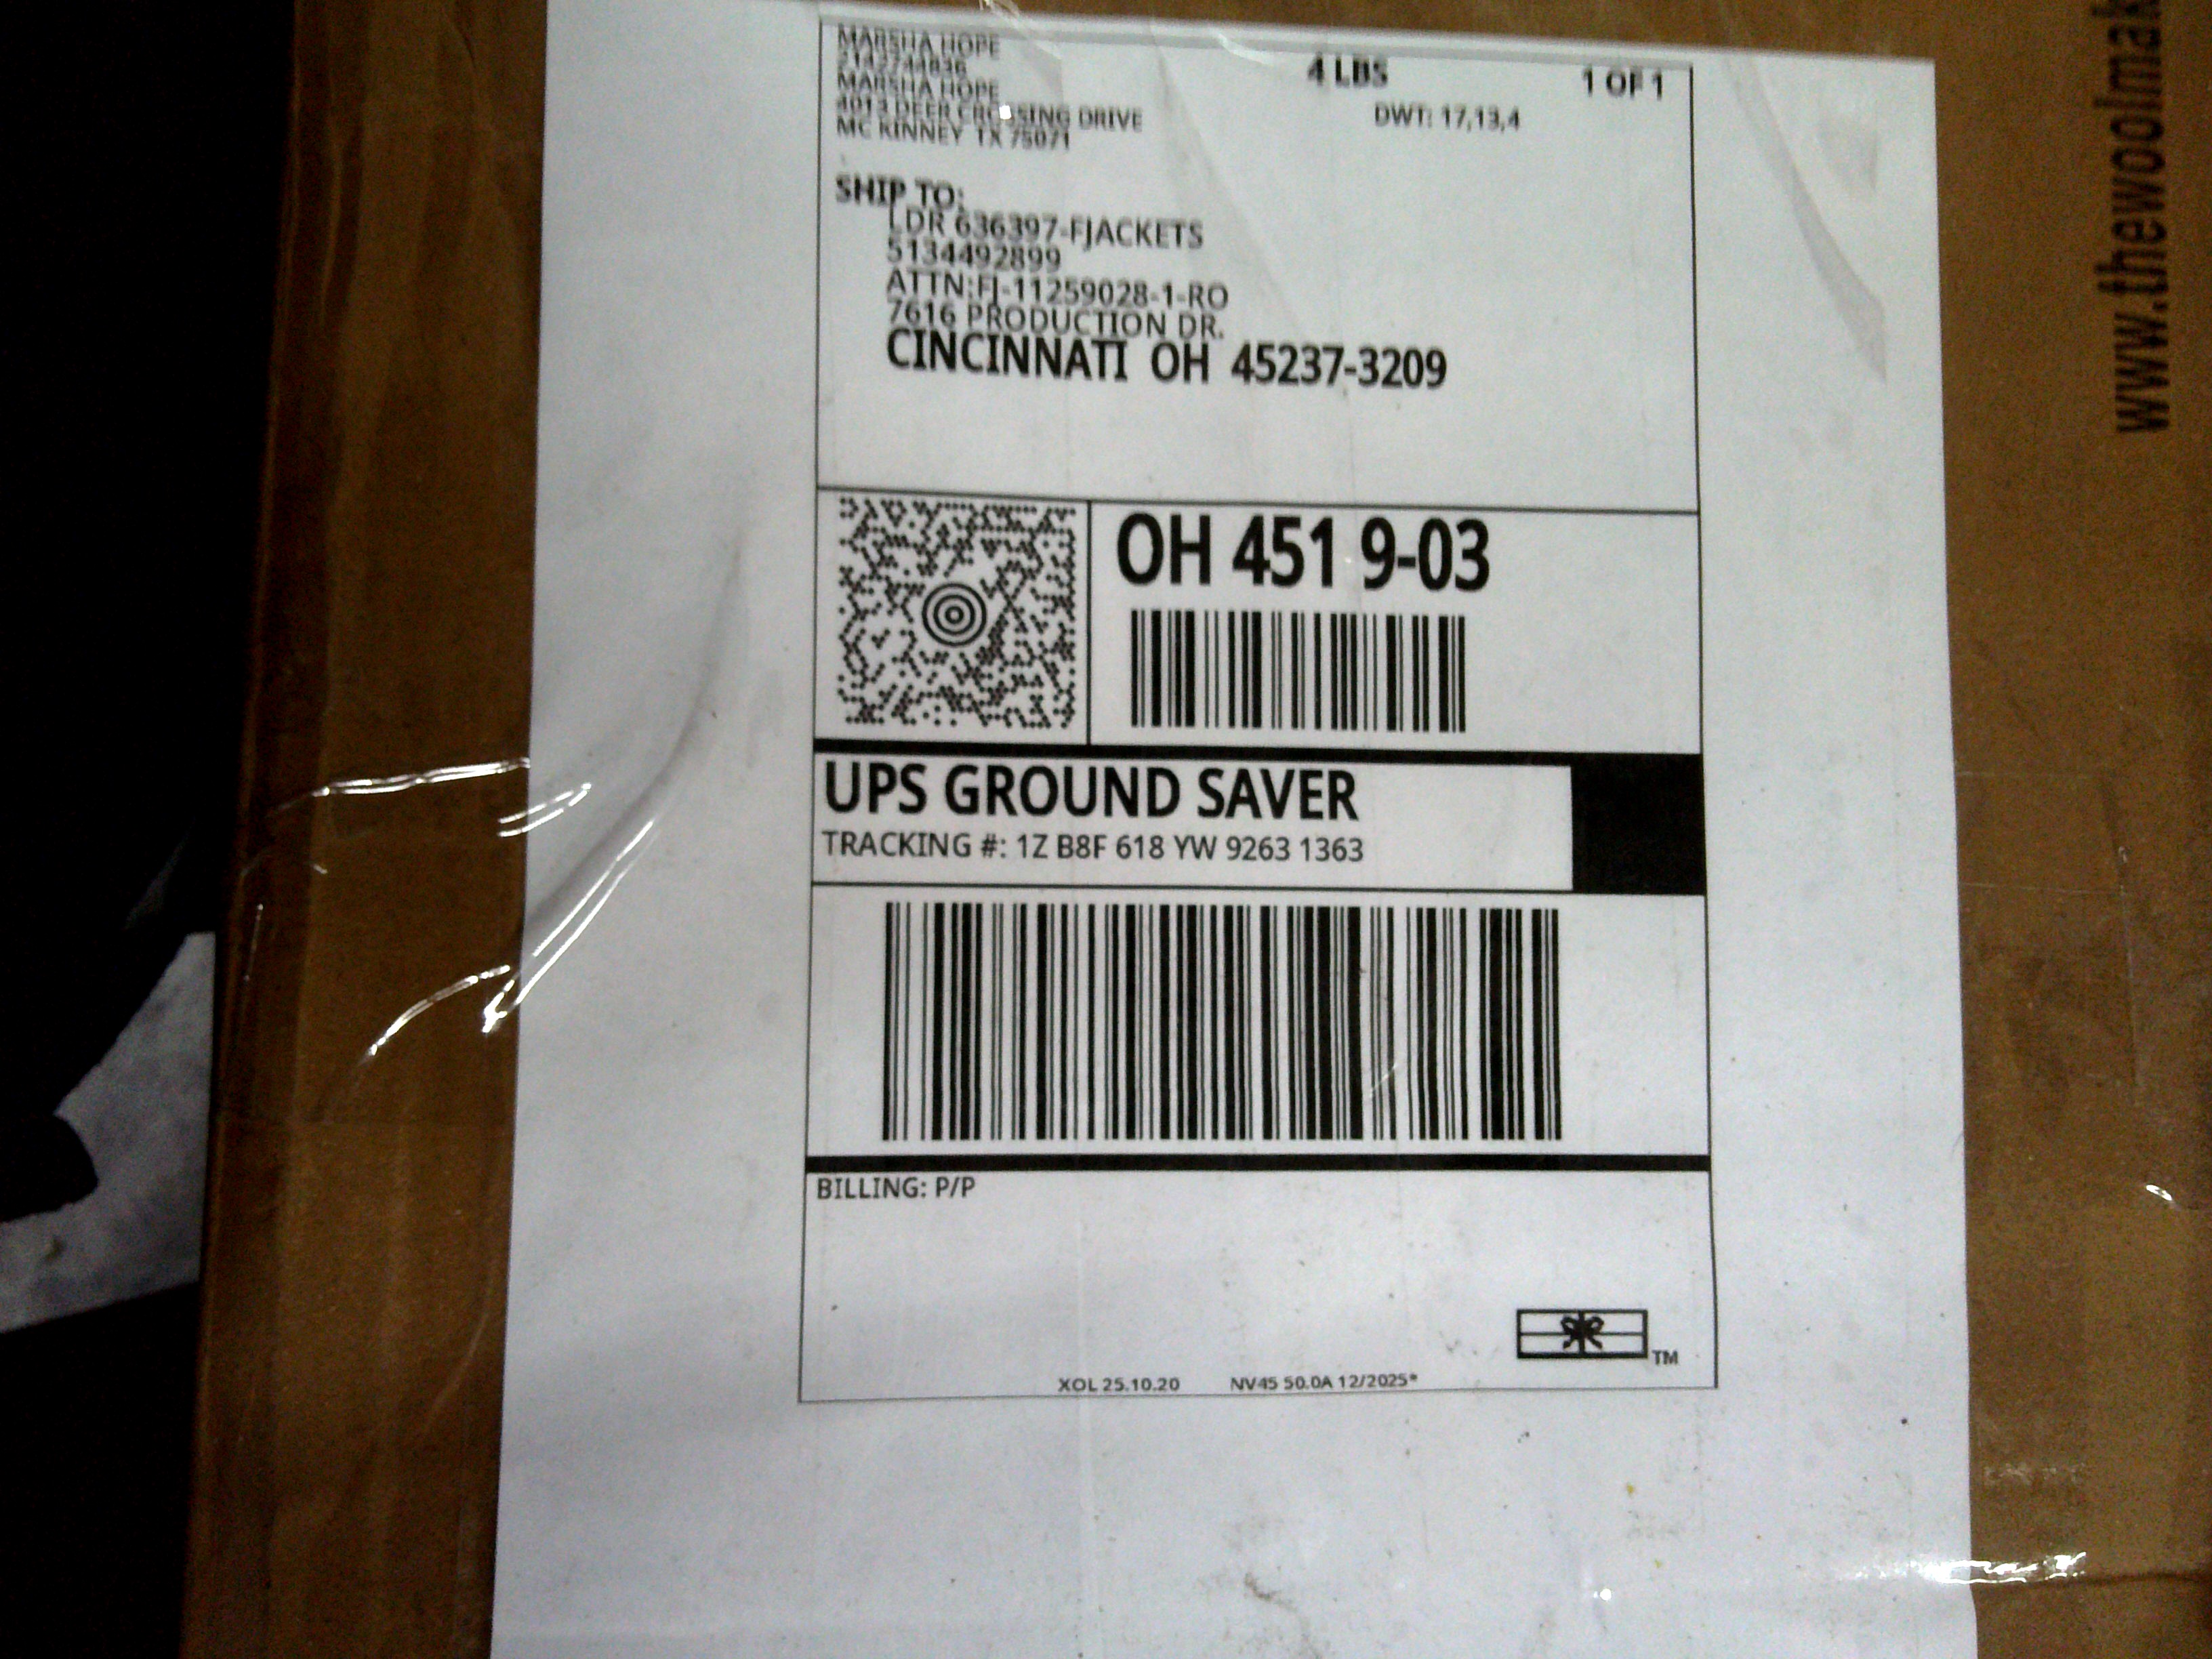 MARSHA HOPE
2142744836
MARSHA HOPE
4013 DEER CROSSING DRIVE
MC KINNEY TX 75071
4 LBS
1 OF 1
DWT: 17,13,4
SHIP TO:
LDR 636397-FJACKETS
5134492899
ATTN:FJ-11259028-1-RO
7616 PRODUCTION DR.
CINCINNATI OH 45237-3209
OH 451 9-03
UPS GROUND SAVER
TRACKING #: 1Z B8F 618 YW 9263 1363
BILLING: P/P
TM
XOL 25.10.20 NV45 50.0A 12/2025*
www.thewoolmak